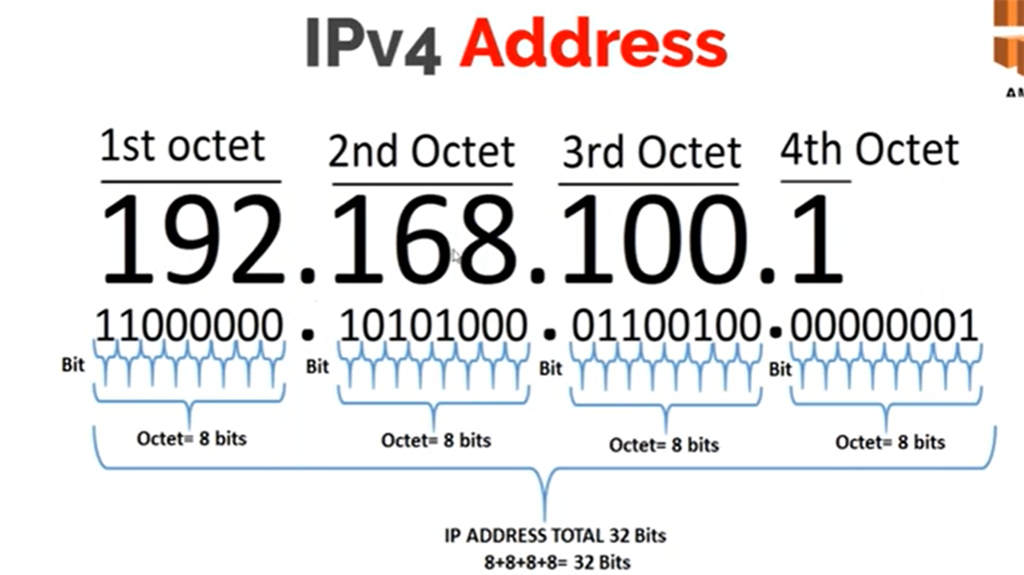 IPv4 Address
1st octet 2nd Octet 3rd Octet 4th Octet
192.168.100.1
11000000 . 10101000 . 01100100 . 00000001
Bit Bit Bit Bit
Octet= 8 bits Octet= 8 bits Octet= 8 bits Octet= 8 bits
IP ADDRESS TOTAL 32 Bits
8+8+8+8= 32 Bits